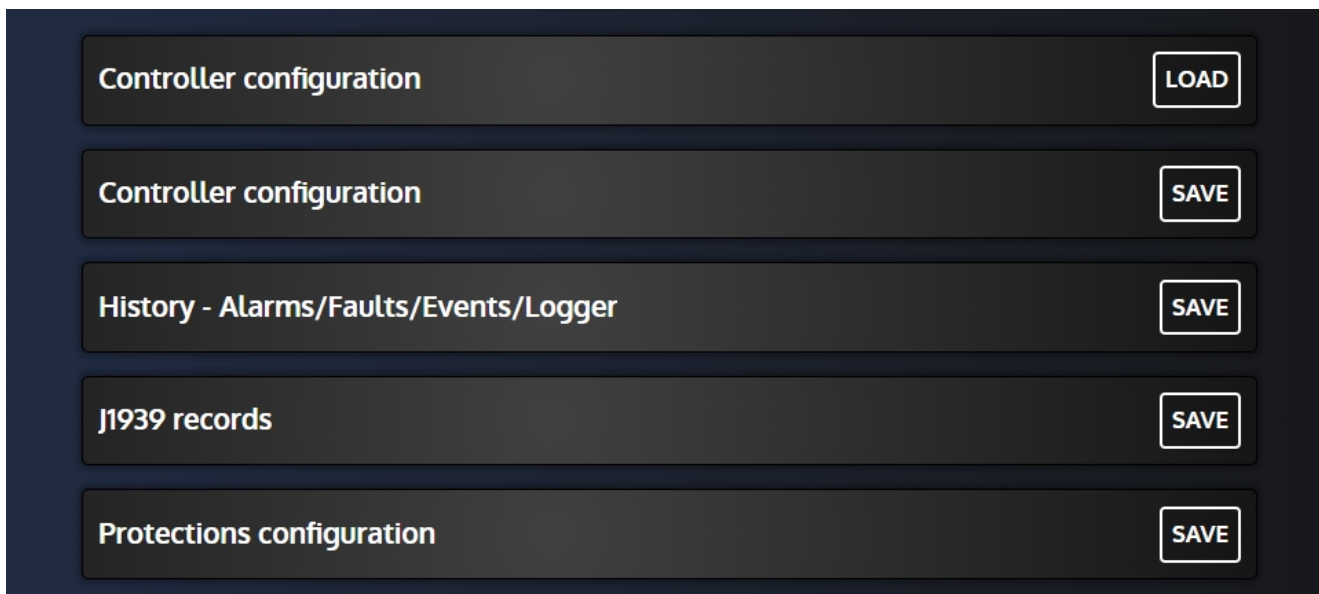 Controller configuration LOAD
Controller configuration SAVE
History - Alarms/Faults/Events/Logger SAVE
J1939 records SAVE
Protections configuration SAVE